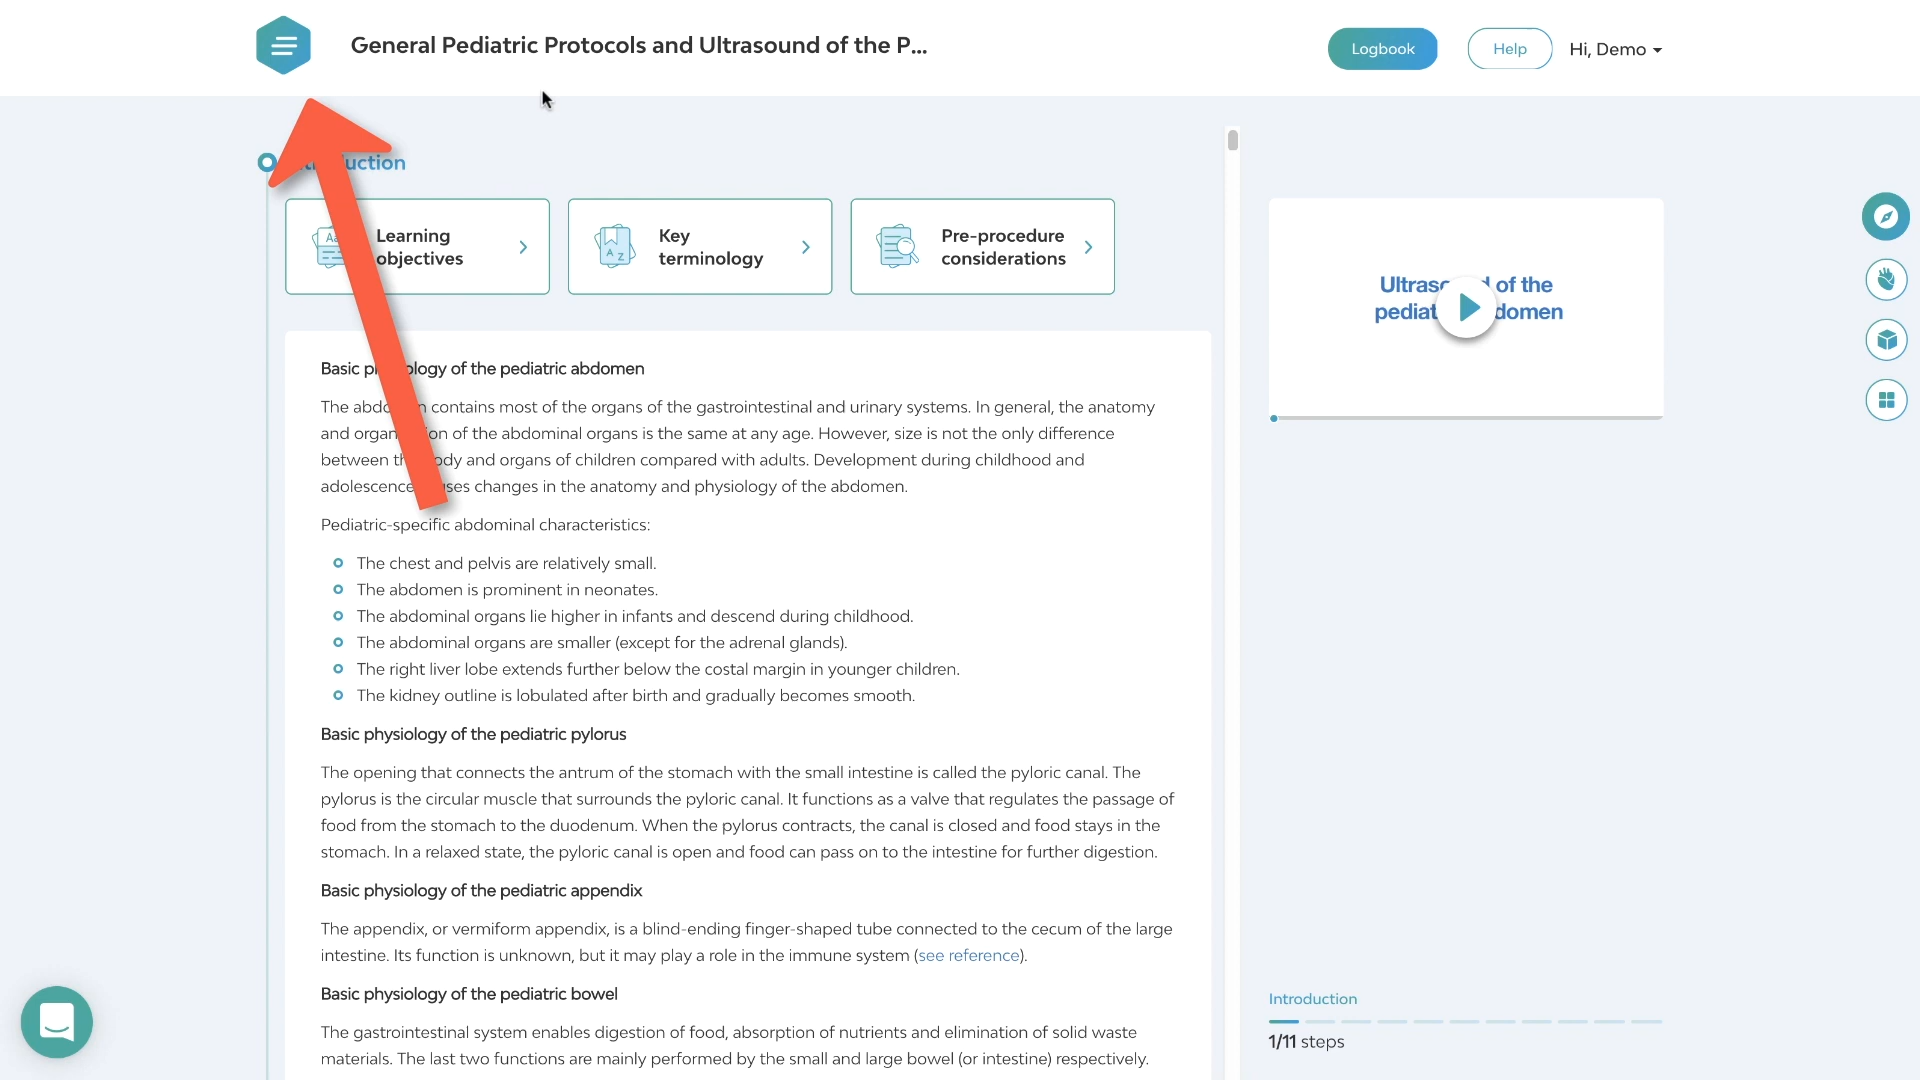 General Pediatric Protocols and Ultrasound of the P...
Logbook
Help
Hi, Demo
Learning
objectives
Key
terminology
Pre-procedure
considerations
Basic physiology of the pediatric abdomen
The abdomen contains most of the organs of the gastrointestinal and urinary systems. In general, the anatomy
and organization of the abdominal organs is the same at any age. However, size is not the only difference
between the body and organs of children compared with adults. Development during childhood and
adolescence causes changes in the anatomy and physiology of the abdomen.
Pediatric-specific abdominal characteristics:
The chest and pelvis are relatively small.
The abdomen is prominent in neonates.
The abdominal organs lie higher in infants and descend during childhood.
The abdominal organs are smaller (except for the adrenal glands).
The right liver lobe extends further below the costal margin in younger children.
The kidney outline is lobulated after birth and gradually becomes smooth.
Basic physiology of the pediatric pylorus
The opening that connects the antrum of the stomach with the small intestine is called the pyloric canal. The
pylorus is the circular muscle that surrounds the pyloric canal. It functions as a valve that regulates the passage of
food from the stomach to the duodenum. When the pylorus contracts, the canal is closed and food stays in the
stomach. In a relaxed state, the pyloric canal is open and food can pass on to the intestine for further digestion.
Basic physiology of the pediatric appendix
The appendix, or vermiform appendix, is a blind-ending finger-shaped tube connected to the cecum of the large
intestine. Its function is unknown, but it may play a role in the immune system (see reference).
Basic physiology of the pediatric bowel
The gastrointestinal system enables digestion of food, absorption of nutrients and elimination of solid waste
materials. The last two functions are mainly performed by the small and large bowel (or intestine) respectively.
Ultrasound of the
pediatric abdomen
Introduction
1/11 steps